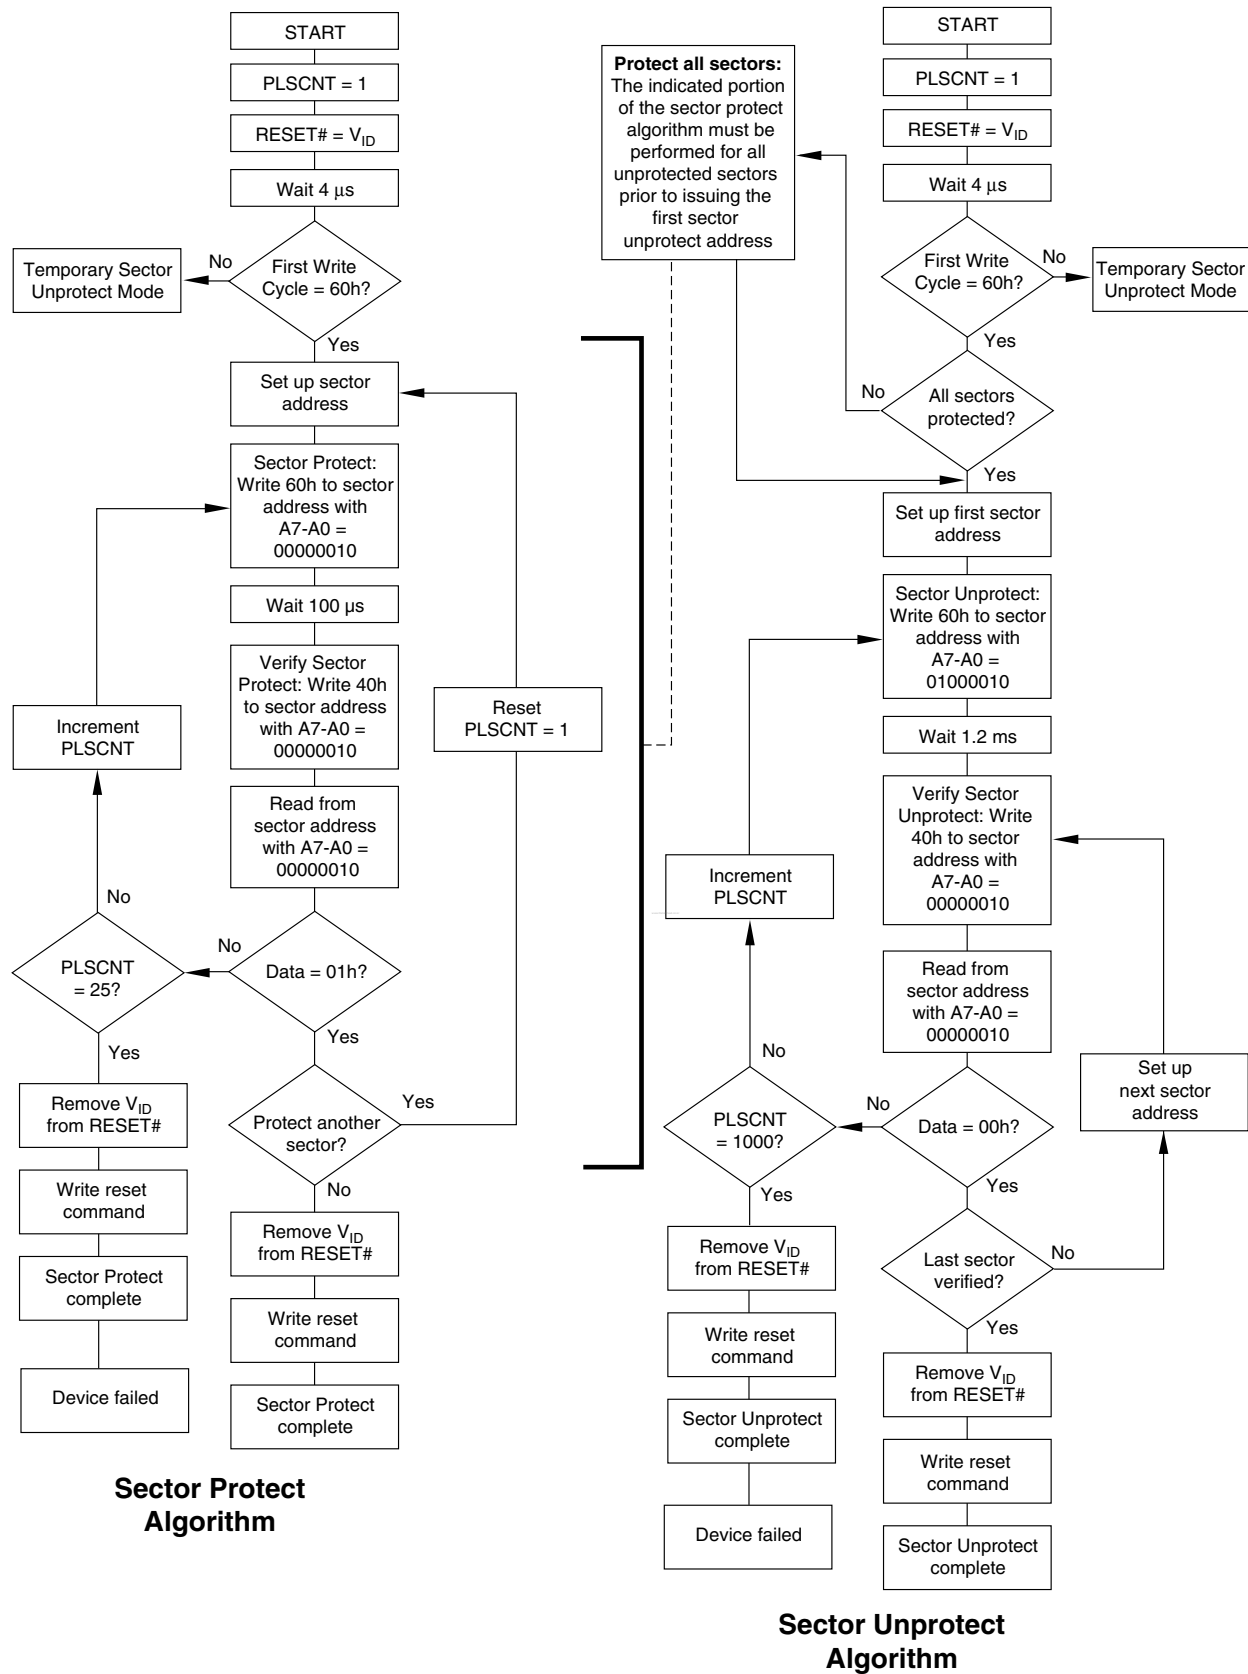 START
PLSCNT = 1
RESET# = VID
Wait 4 μs
First Write
Cycle = 60h?
No
Temporary Sector
Unprotect Mode
Yes
Set up sector
address
Sector Protect:
Write 60h to sector
address with
A7-A0 =
00000010
Wait 100 µs
Verify Sector
Protect: Write 40h
to sector address
with A7-A0 =
00000010
Read from
sector address
with A7-A0 =
00000010
Data = 01h?
No
PLSCNT
= 25?
No
Increment
PLSCNT
Yes
Remove VID
from RESET#
Write reset
command
Sector Protect
complete
Device failed
Yes
Protect another
sector?
Yes
Reset
PLSCNT = 1
No
Remove VID
from RESET#
Write reset
command
Sector Protect
complete
Sector Protect
Algorithm
Protect all sectors:
The indicated portion
of the sector protect
algorithm must be
performed for all
unprotected sectors
prior to issuing the
first sector
unprotect address
START
PLSCNT = 1
RESET# = VID
Wait 4 μs
First Write
Cycle = 60h?
No
Temporary Sector
Unprotect Mode
Yes
All sectors
protected?
No
Yes
Set up first sector
address
Sector Unprotect:
Write 60h to sector
address with
A7-A0 =
01000010
Wait 1.2 ms
Verify Sector
Unprotect: Write
40h to sector
address with
A7-A0 =
00000010
Read from
sector address
with A7-A0 =
00000010
Data = 00h?
No
PLSCNT
= 1000?
No
Increment
PLSCNT
Yes
Remove VID
from RESET#
Write reset
command
Sector Unprotect
complete
Device failed
Yes
Last sector
verified?
No
Set up
next sector
address
Yes
Remove VID
from RESET#
Write reset
command
Sector Unprotect
complete
Sector Unprotect
Algorithm